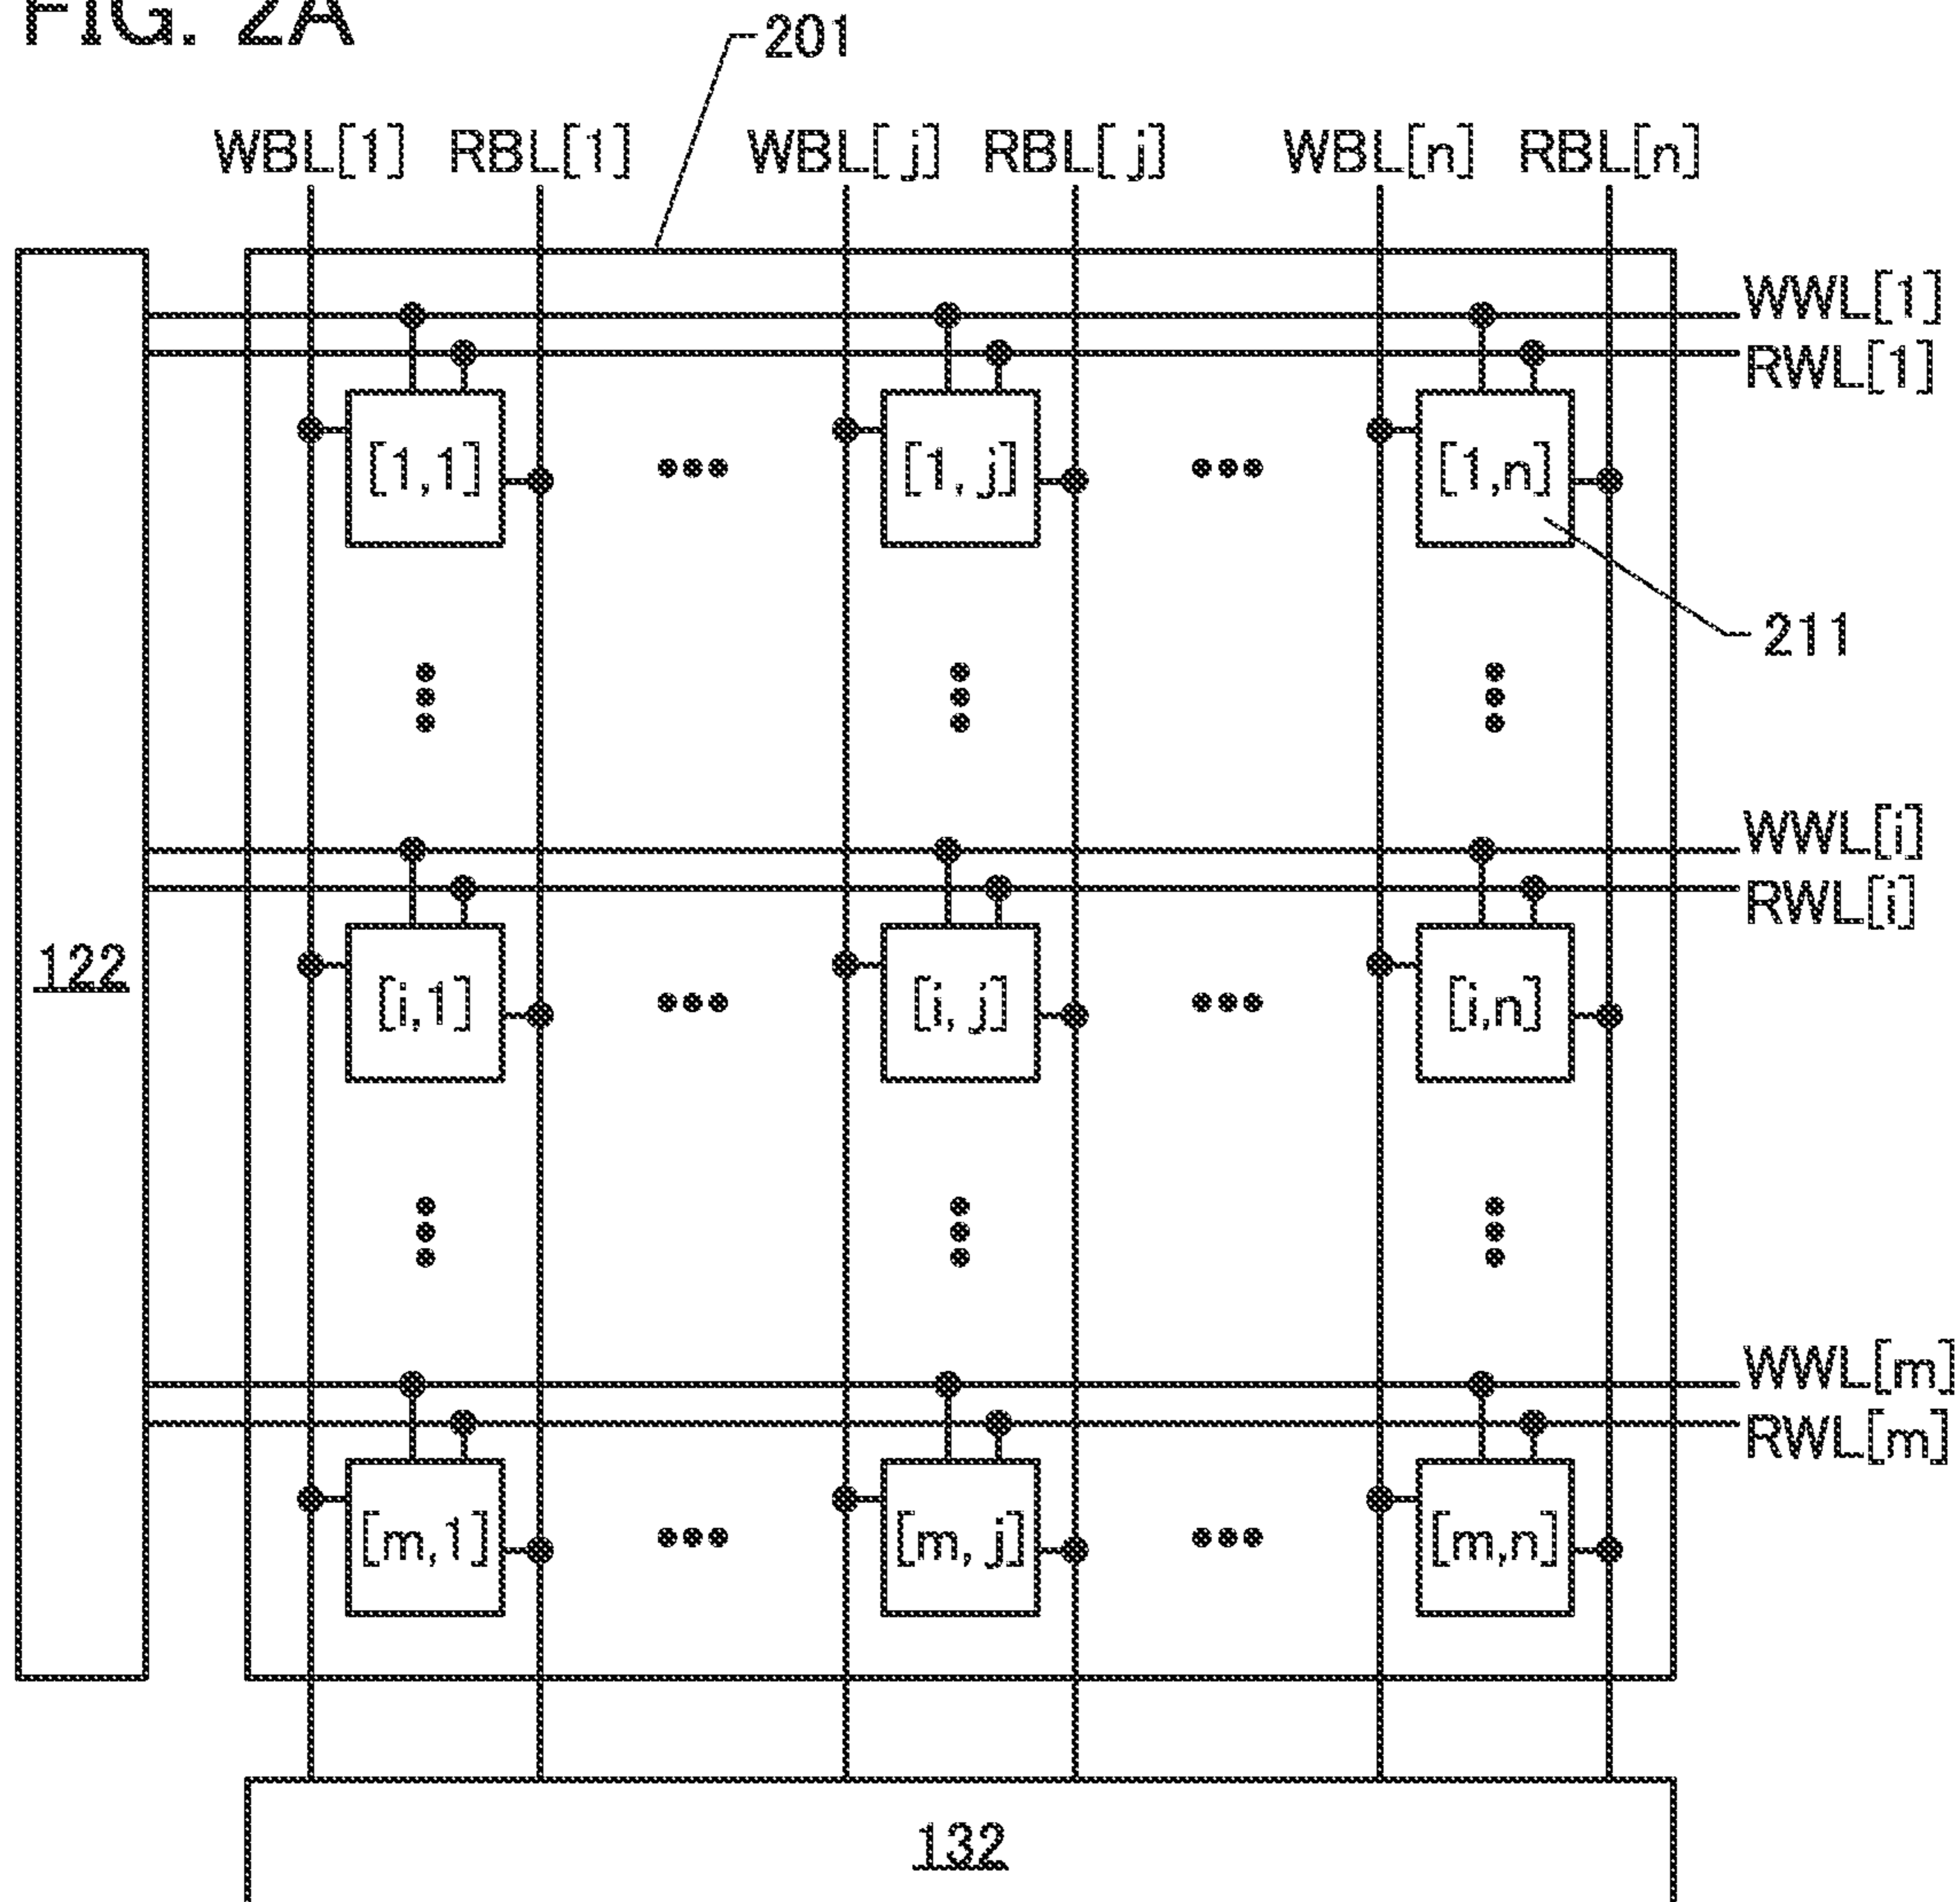 FIG. 2A
201
WBL[1] RBL[1] WBL[j] RBL[j] WBL[n] RBL[n]
WWL[1]
RWL[1]
[1,1] [1,j] [1,n]
211
WWL[i]
RWL[i]
122
[i,1] [i,j] [i,n]
WWL[m]
RWL[m]
[m,1] [m,j] [m,n]
132